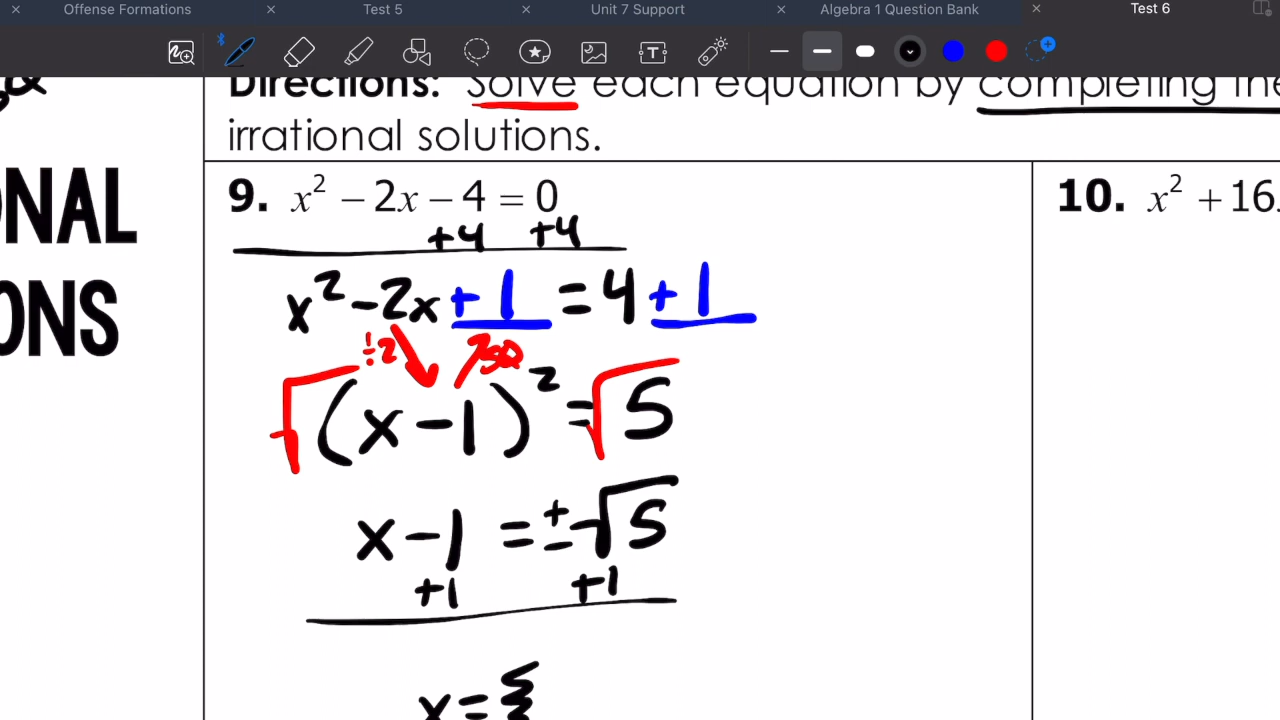 Offense Formations Test 5 Unit 7 Support Algebra 1 Question Bank Test 6
Directions: Solve each equation by completing the
irrational solutions.
NAL
ONS
9. x² − 2x − 4 = 0
+4 +4
x² − 2x + 1 = 4 + 1
÷2 SQ
√(x − 1)² = √5
x − 1 = ±√5
+1 +1
x = {
10. x² + 16